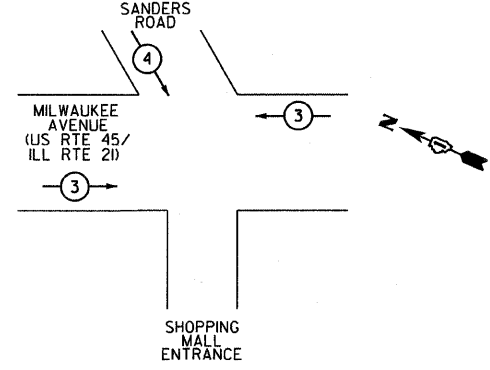 SANDERS
ROAD
4
MILWAUKEE
AVENUE
(US RTE 45/
ILL RTE 21)
3
3
N
SHOPPING
MALL
ENTRANCE